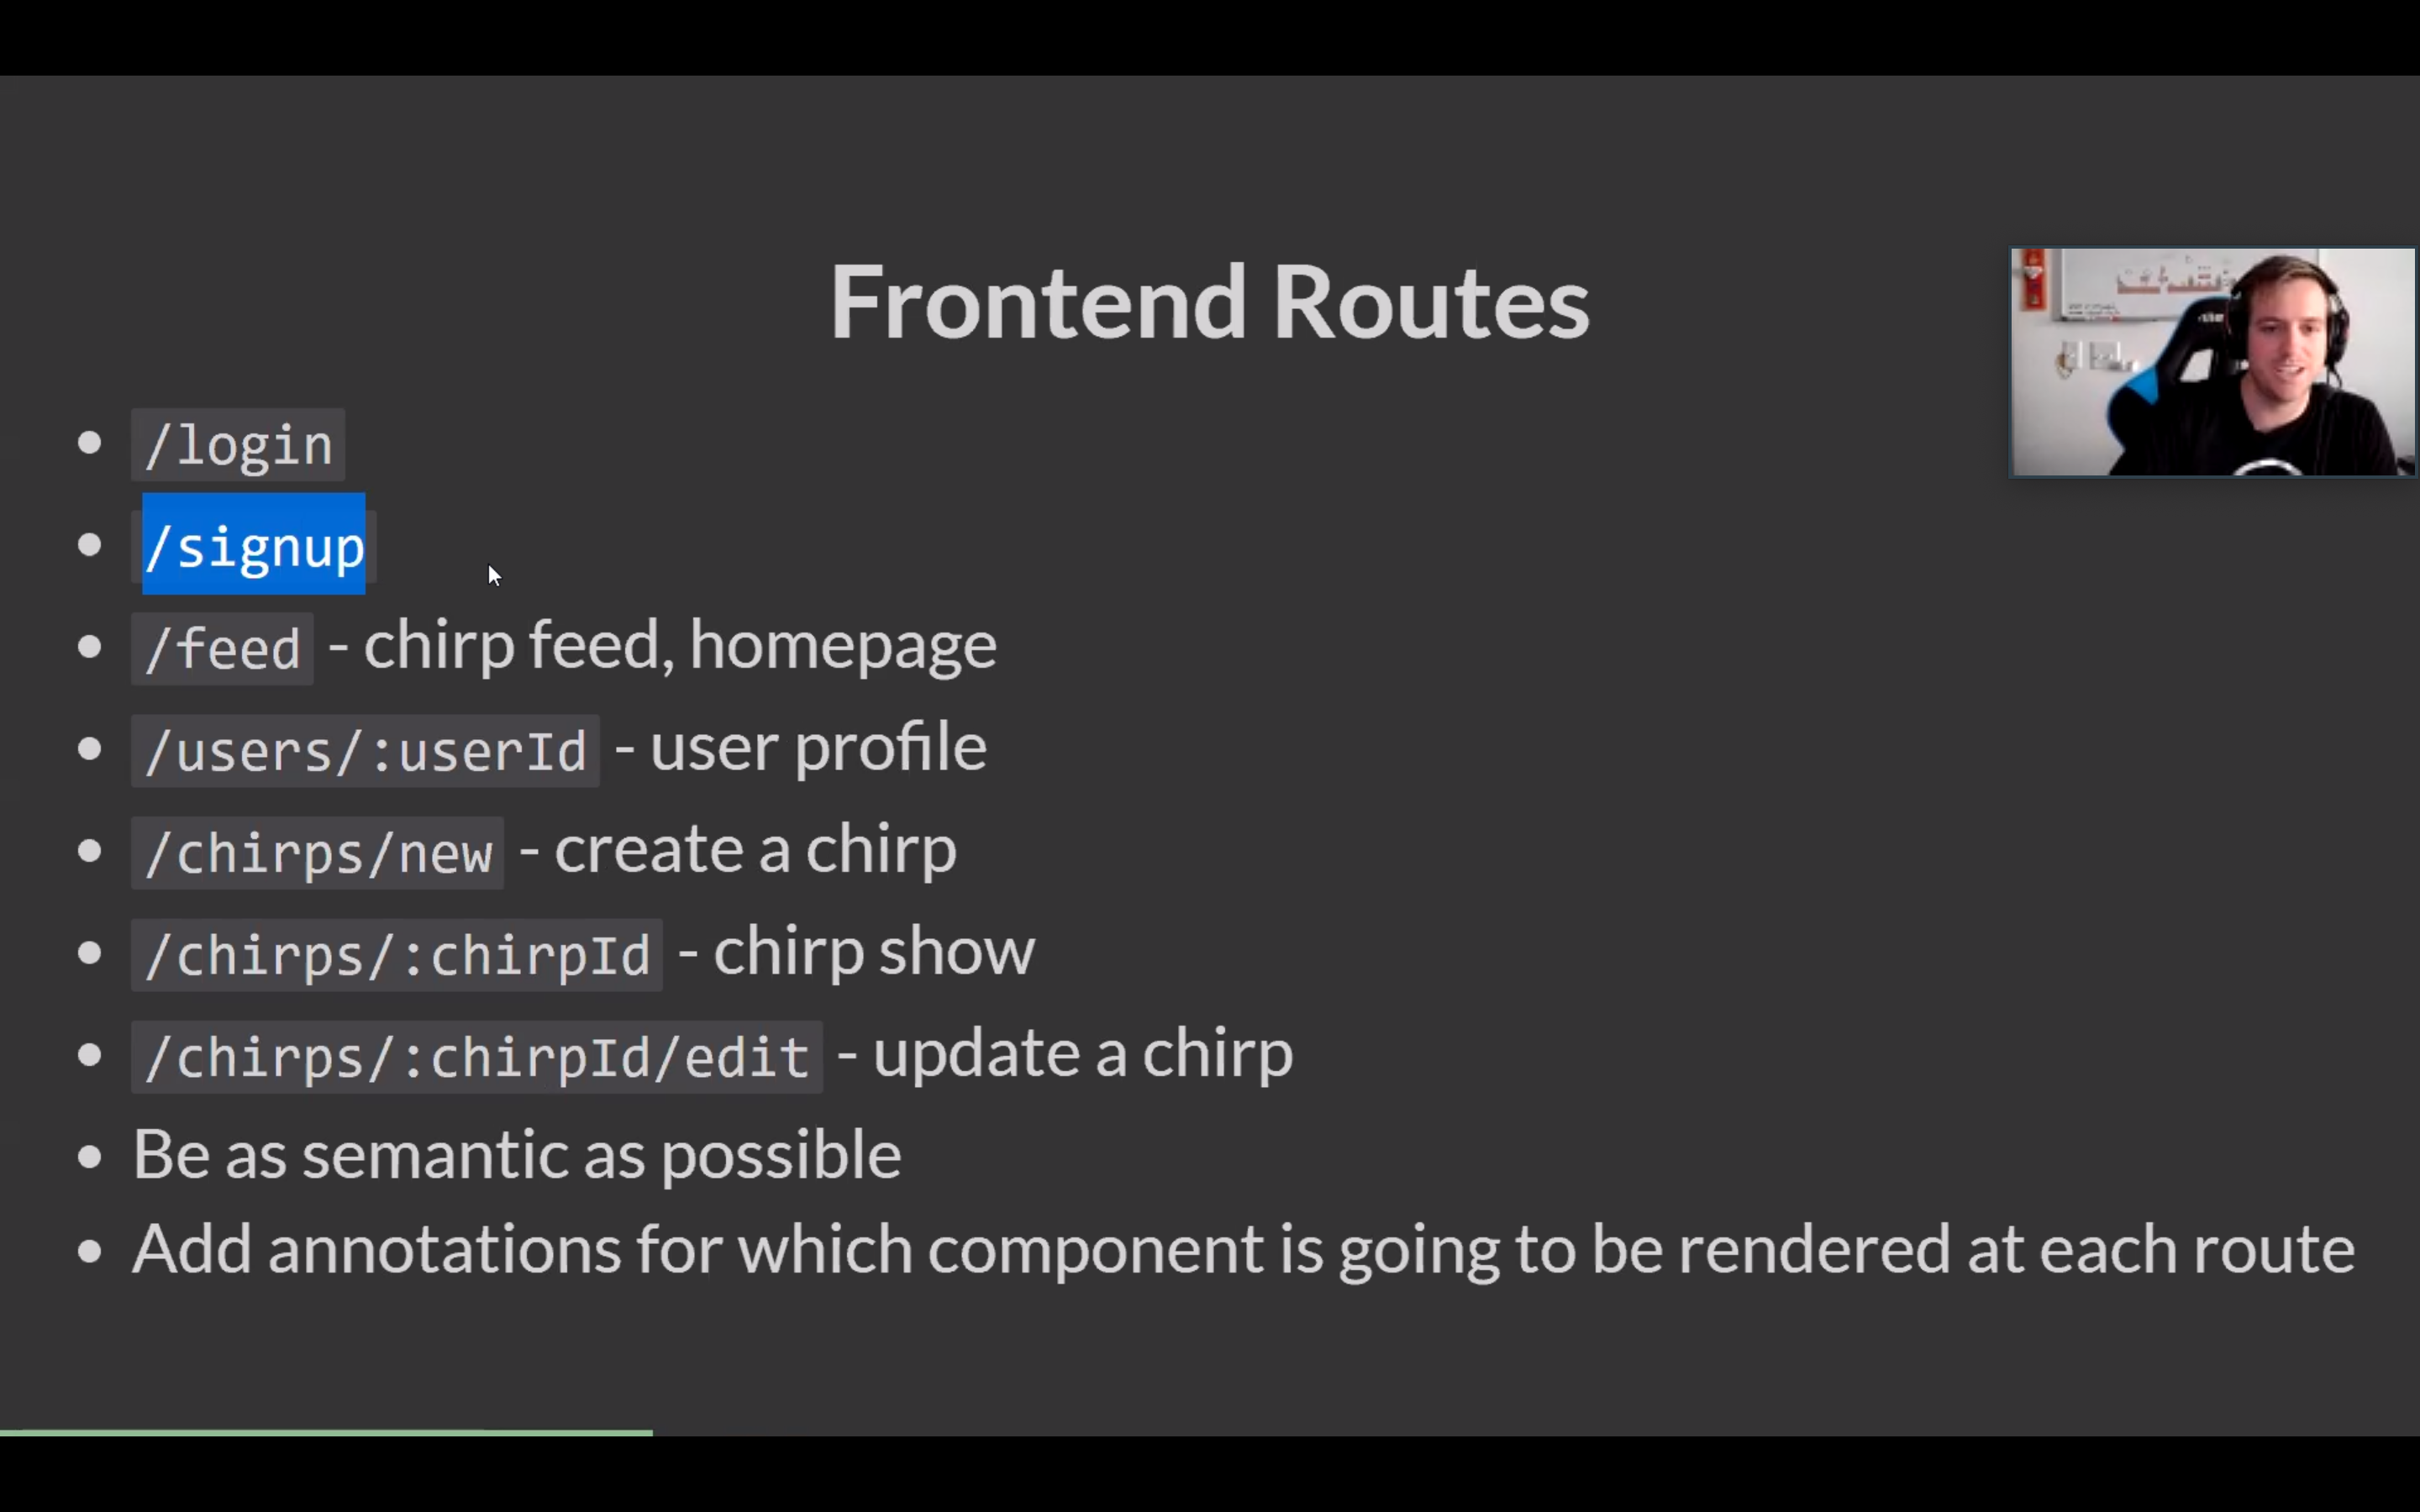 Frontend Routes
/login
/signup
/feed - chirp feed, homepage
/users/:userId - user profile
/chirps/new - create a chirp
/chirps/:chirpId - chirp show
/chirps/:chirpId/edit - update a chirp
Be as semantic as possible
Add annotations for which component is going to be rendered at each route